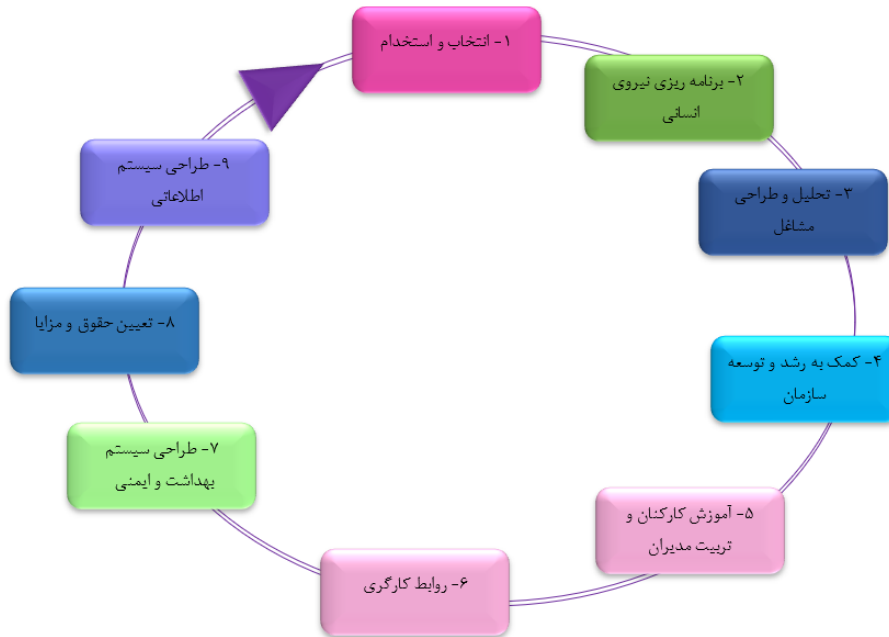 ۱- انتخاب و استخدام
۲- برنامه ریزی نیروی
انسانی
۳- تحلیل و طراحی
مشاغل
۴- کمک به رشد و توسعه
سازمان
۵- آموزش کارکنان و
تربیت مدیران
۶- روابط کارگری
۷- طراحی سیستم
بهداشت و ایمنی
۸- تعیین حقوق و مزایا
۹- طراحی سیستم
اطلاعاتی